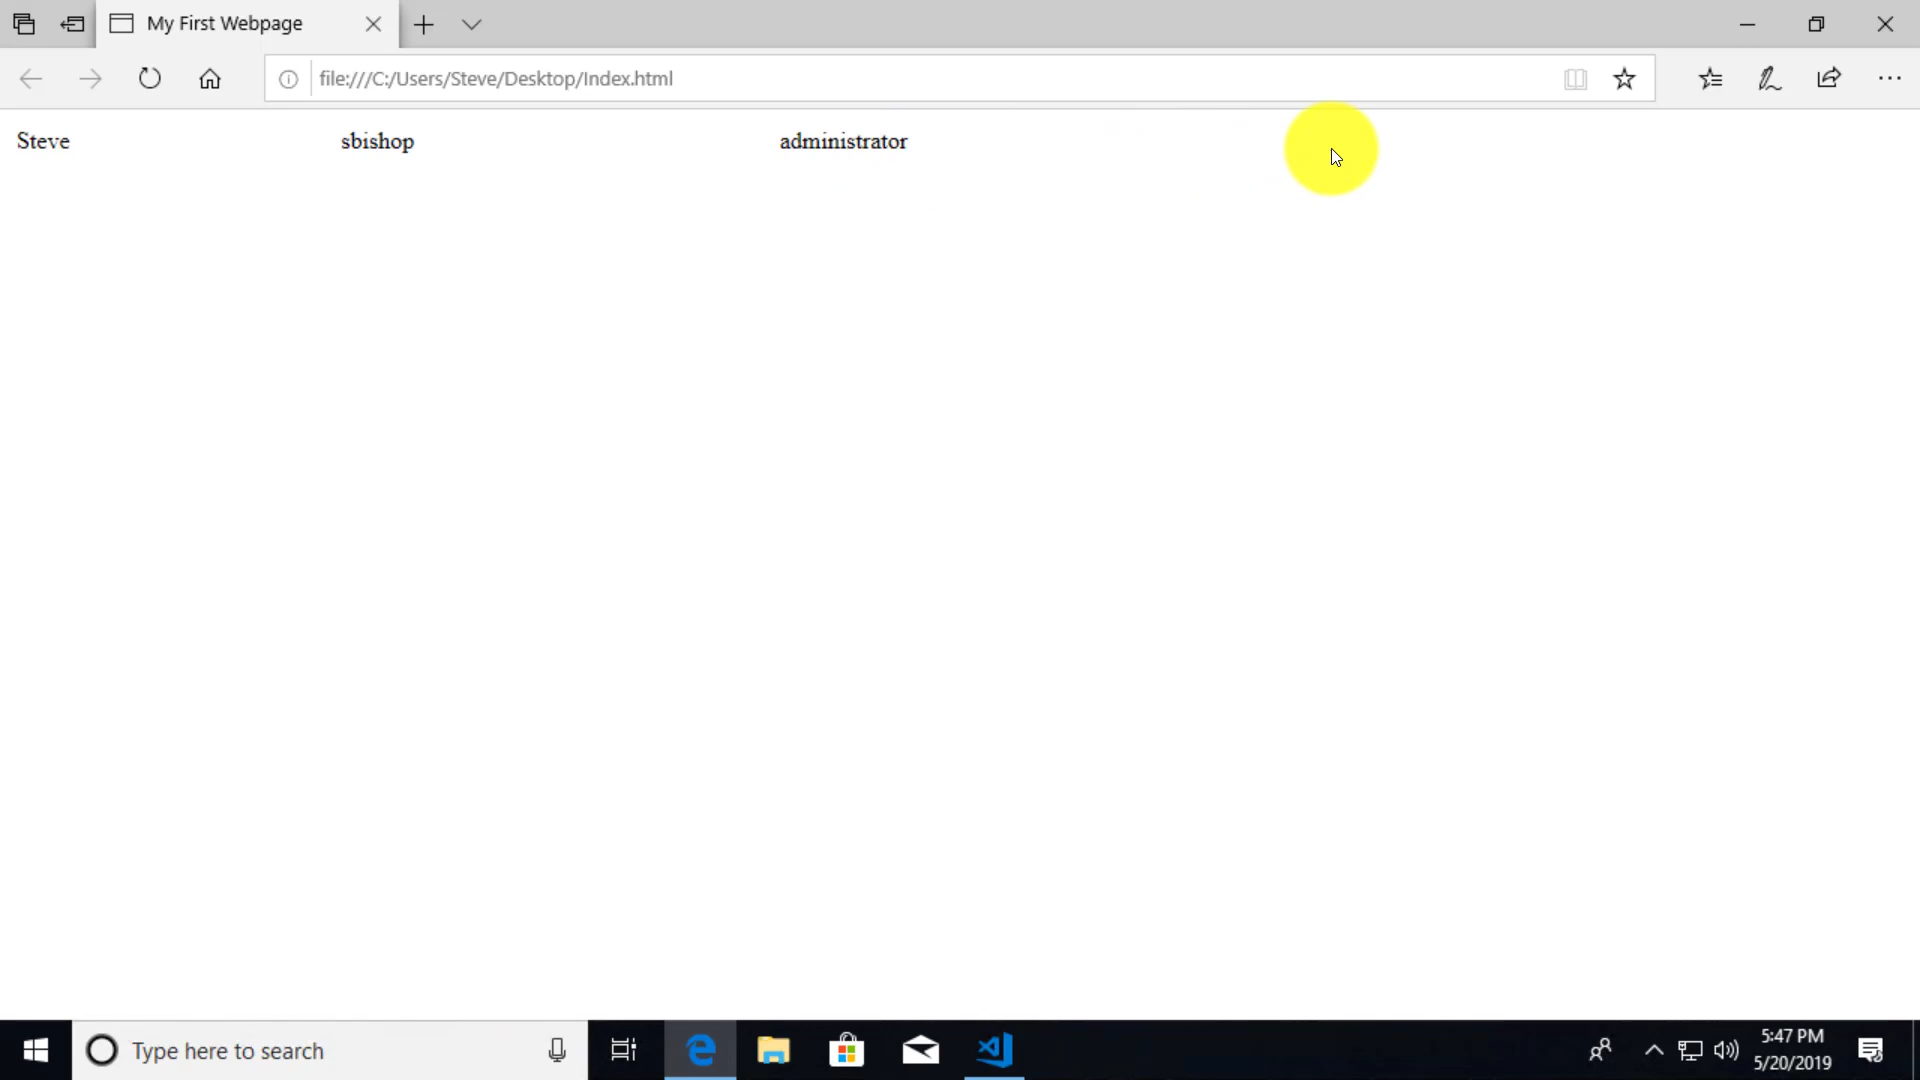 My First Webpage
file:///C:/Users/Steve/Desktop/Index.html
Steve sbishop administrator
Type here to search
5:47 PM
5/20/2019